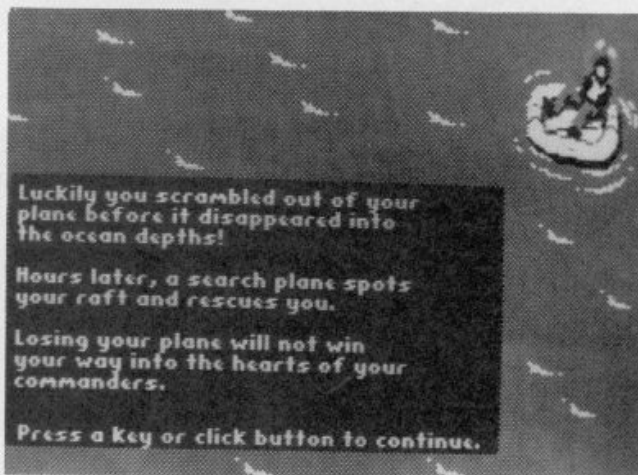 Luckily you scrambled out of your
plane before it disappeared into
the ocean depths!
Hours later, a search plane spots
your raft and rescues you.
Losing your plane will not win
your way into the hearts of your
commanders.
Press a key or click button to continue.